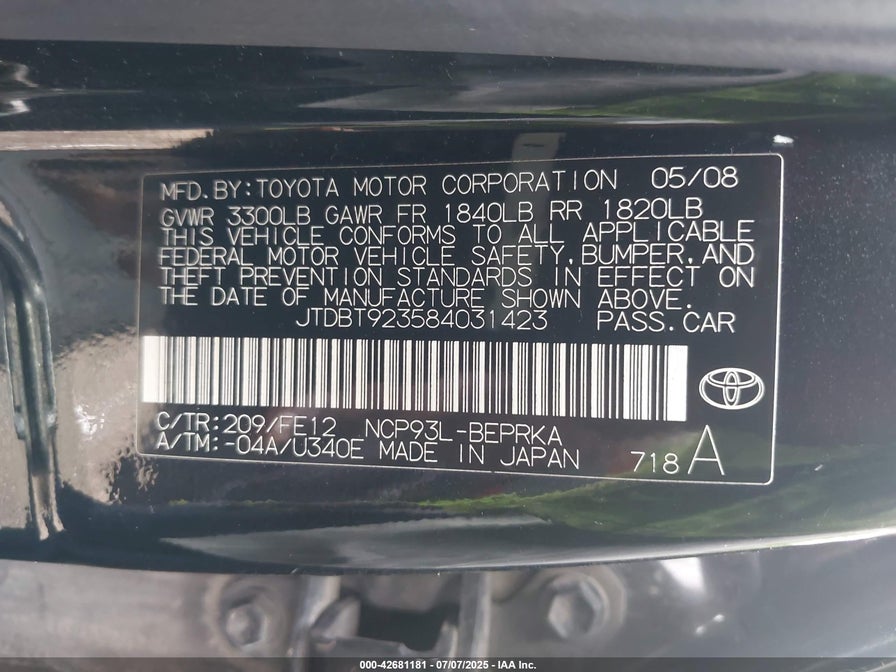 MFD.BY:TOYOTA MOTOR CORPORATION 05/08
GVWR 3300LB GAWR FR 1840LB RR 1820LB
THIS VEHICLE CONFORMS TO ALL APPLICABLE
FEDERAL MOTOR VEHICLE SAFETY,BUMPER,AND
THEFT PREVENTION STANDARDS IN EFFECT ON
THE DATE OF MANUFACTURE SHOWN ABOVE.
JTDBT923584031423 PASS.CAR
C/TR:209/FE12 NCP93L-BEPRKA
A/TM:-04A/U340E MADE IN JAPAN 718 A
000-42681181 - 07/07/2025 - IAA Inc.